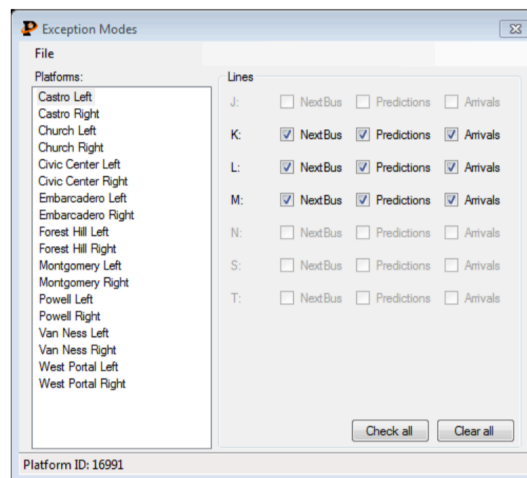 Exception Modes
File
Platforms:
Castro Left
Castro Right
Church Left
Church Right
Civic Center Left
Civic Center Right
Embarcadero Left
Embarcadero Right
Forest Hill Left
Forest Hill Right
Montgomery Left
Montgomery Right
Powell Left
Powell Right
Van Ness Left
Van Ness Right
West Portal Left
West Portal Right
Lines
J: NextBus Predictions Arrivals
K: NextBus Predictions Arrivals
L: NextBus Predictions Arrivals
M: NextBus Predictions Arrivals
N: NextBus Predictions Arrivals
S: NextBus Predictions Arrivals
T: NextBus Predictions Arrivals
Check all Clear all
Platform ID: 16991